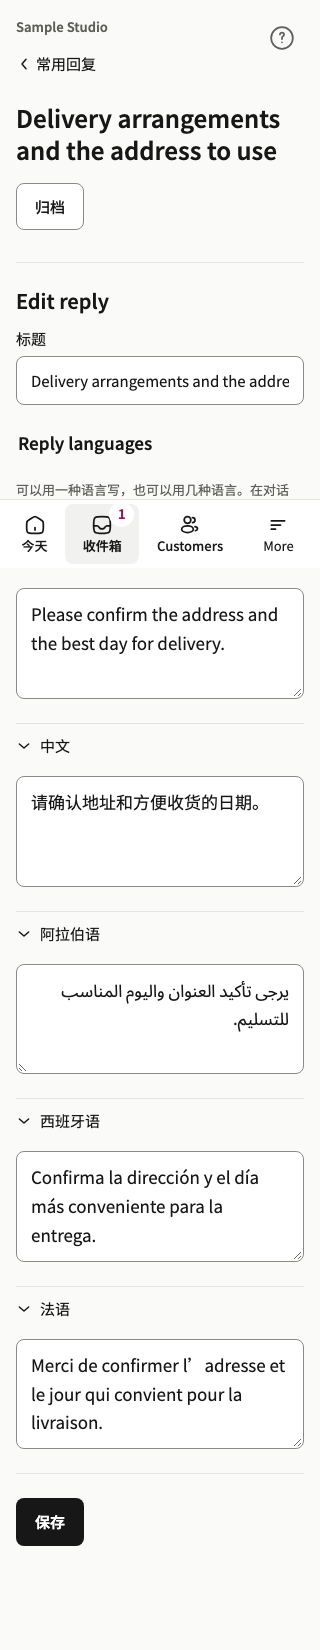 Sample Studio
常用回复
Delivery arrangements
and the address to use
归档
Edit reply
标题
Delivery arrangements and the addre
Reply languages
可以用一种语言写，也可以用几种语言。在对话
1
今天
收件箱
Customers
More
Please confirm the address and
the best day for delivery.
中文
请确认地址和方便收货的日期。
阿拉伯语
يرجى تأكيد العنوان واليوم المناسب
للتسليم.
西班牙语
Confirma la dirección y el día
más conveniente para la
entrega.
法语
Merci de confirmer l’adresse et
le jour qui convient pour la
livraison.
保存